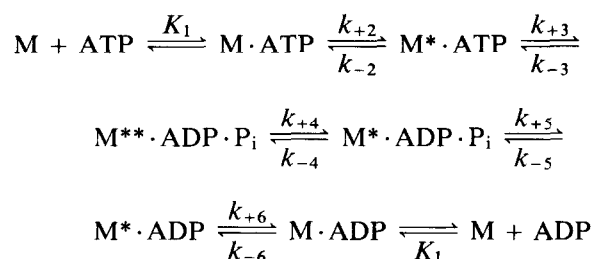 M + ATP ⇌ K₁ M · ATP ⇌ k₊₂ k₋₂ M* · ATP ⇌ k₊₃ k₋₃
M** · ADP · Pᵢ ⇌ k₊₄ k₋₄ M* · ADP · Pᵢ ⇌ k₊₅ k₋₅
M* · ADP ⇌ k₊₆ k₋₆ M · ADP ⇌ K₁ M + ADP